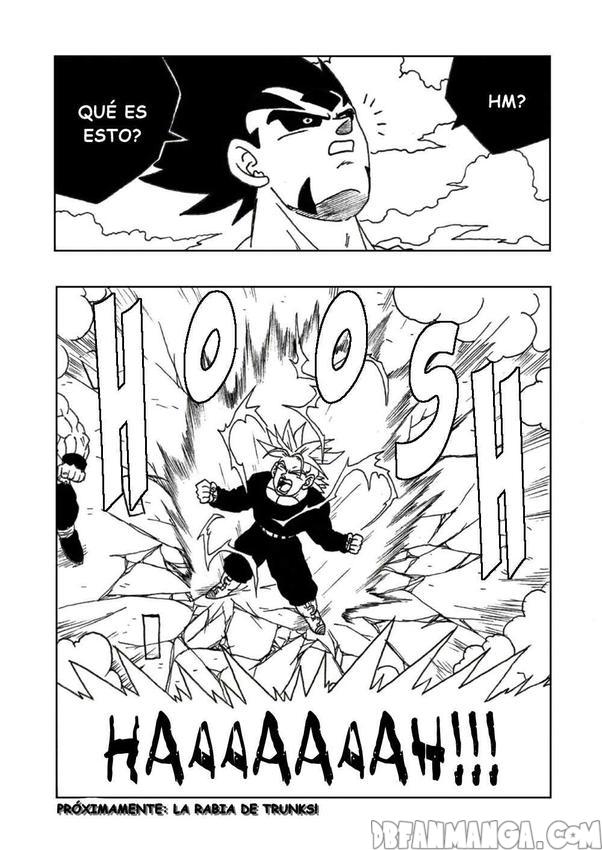 QUÉ ES
ESTO?
HM?
HOOSH
HAAAAAAAH!!!
PRÓXIMAMENTE: LA RABIA DE TRUNKS!
DBFANMANGA.COM